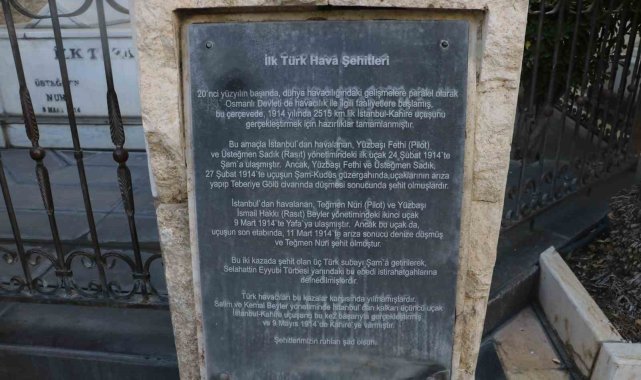 İLK TÜRK
ÜSTEĞMEN
NURİ
İlk Türk Hava Şehitleri
20'nci yüzyılın başında, dünya havacılığındaki gelişmelere paralel olarak
Osmanlı Devleti de havacılık ile ilgili faaliyetlere başlamış,
bu çerçevede, 1914 yılında 2515 km.lik İstanbul-Kahire uçuşunu
gerçekleştirmek için hazırlıklar tamamlanmıştır.
Bu amaçla İstanbul'dan havalanan, Yüzbaşı Fethi (Pilot)
ve Üsteğmen Sadık (Rasıt) yönetimindeki ilk uçak 24 Şubat 1914'te
Şam'a ulaşmıştır. Ancak, Yüzbaşı Fethi ve Üsteğmen Sadık,
27 Şubat 1914'te uçuşun Şam-Kudüs güzergahında,uçaklarının arıza
yapıp Teberiye Gölü civarında düşmesi sonucunda şehit olmuşlardır.
İstanbul'dan havalanan, Teğmen Nuri (Pilot) ve Yüzbaşı
İsmail Hakkı (Rasıt) Beyler yönetimindeki ikinci uçak
9 Mart 1914'te Yafa'ya ulaşmıştır. Ancak bu uçak da,
uçuşun son etabında, 11 Mart 1914'te arıza sonucu denize düşmüş
ve Teğmen Nuri şehit olmuştur.
Bu iki kazada şehit olan üç Türk subayı Şam'a getirilerek,
Selahattin Eyyubi Türbesi yanındaki bu ebedi istirahatgahlarına
defnedilmişlerdir.
Türk havacıları bu kazalar karşısında yılmamışlardır.
Salim ve Kemal Beyler yönetiminde İstanbul'dan kalkan üçüncü uçak
İstanbul-Kahire uçuşunu bu kez başarıyla gerçekleştirmiş
ve 9 Mayıs 1914'de Kahire'ye varmıştır.
Şehitlerimizin ruhları şad olsun.